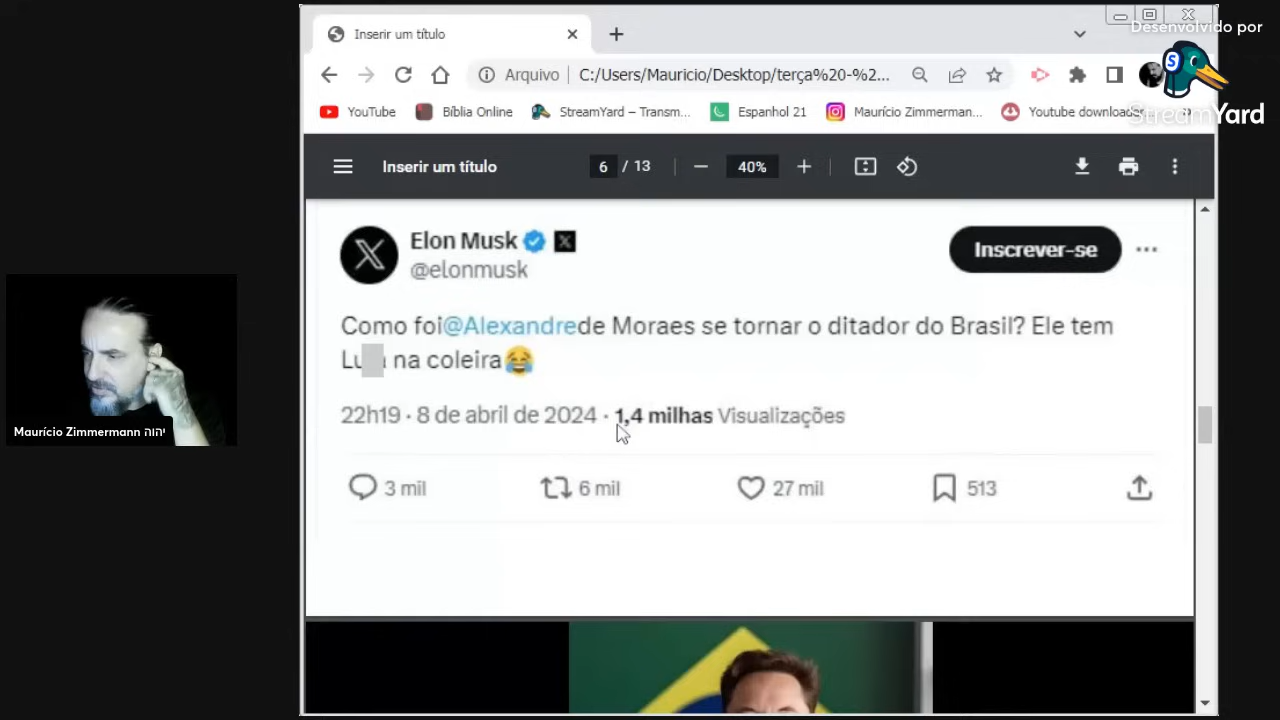 Inserir um título
Desenvolvido por
Arquivo
C:/Users/Mauricio/Desktop/terça%20-%2...
StreamYard
YouTube
Bíblia Online
StreamYard – Transm...
Espanhol 21
Maurício Zimmerman...
Youtube downloader
Inserir um título
6 / 13
40%
Elon Musk
@elonmusk
Inscrever-se
Como foi@Alexandrede Moraes se tornar o ditador do Brasil? Ele tem
Lu a na coleira😂
22h19 · 8 de abril de 2024 · 1,4 milhas Visualizações
3 mil
6 mil
27 mil
513
Maurício Zimmermann יהוה